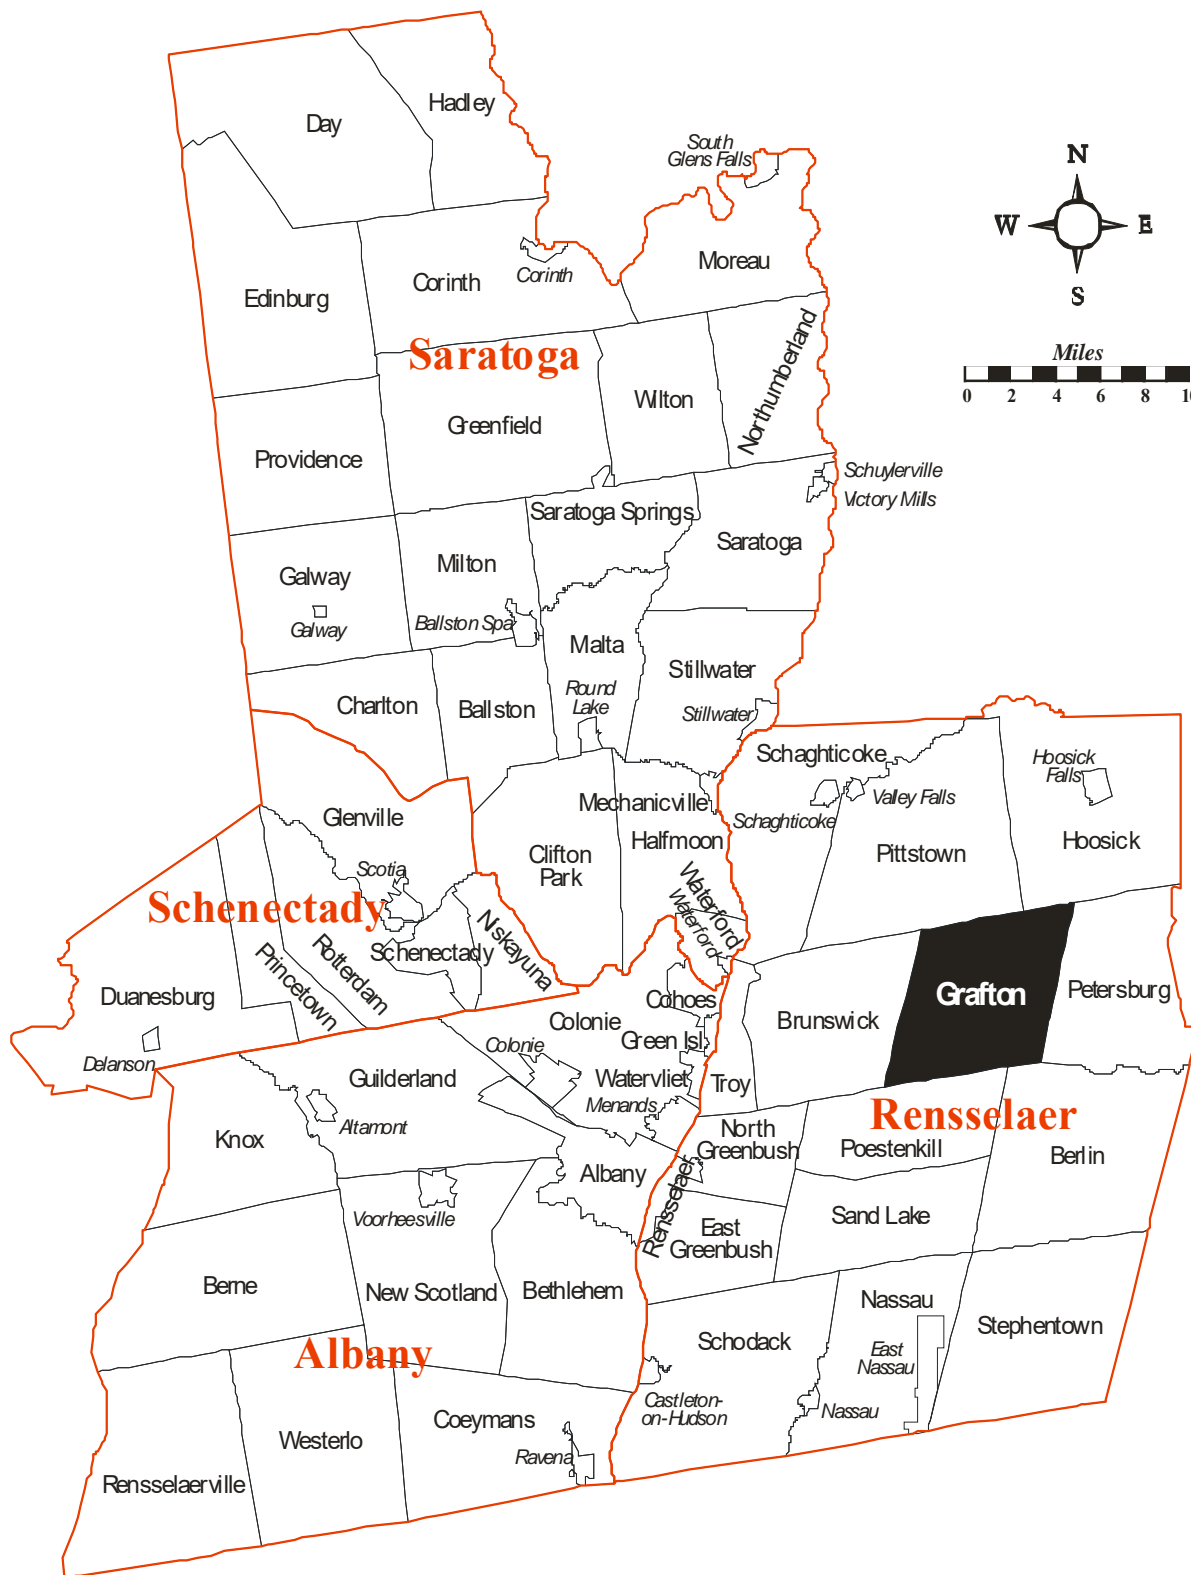 Hadley
Day
South
Glens Falls
N
W
E
S
Moreau
Corinth
Corinth
Edinburg
Miles
0 2 4 6 8 10
Saratoga
Northumberland
Wilton
Greenfield
Providence
Schuylerville
Victory Mills
Saratoga Springs
Saratoga
Milton
Galway
Galway
Ballston Spa
Malta
Stillwater
Round
Lake
Stillwater
Charlton
Ballston
Schaghticoke
Hoosick
Falls
Valley Falls
Schaghticoke
Mechanicville
Glenville
Halfmoon
Hoosick
Pittstown
Clifton
Park
Scotia
Waterford
Waterford
Schenectady
Schenectady
Niskayuna
Rotterdam
Princetown
Duanesburg
Delanson
Cohoes
Colonie
Green Isl.
Colonie
Watervliet
Menands
Troy
Brunswick
Grafton
Petersburg
Guilderland
Altamont
Knox
Rensselaer
North
Greenbush
Poestenkill
Berlin
Albany
Rensselaer
Voorheesville
Sand Lake
East
Greenbush
Berne
New Scotland
Bethlehem
Nassau
Stephentown
Schodack
East
Nassau
Albany
Castleton-
on-Hudson
Nassau
Coeymans
Westerlo
Ravena
Rensselaerville